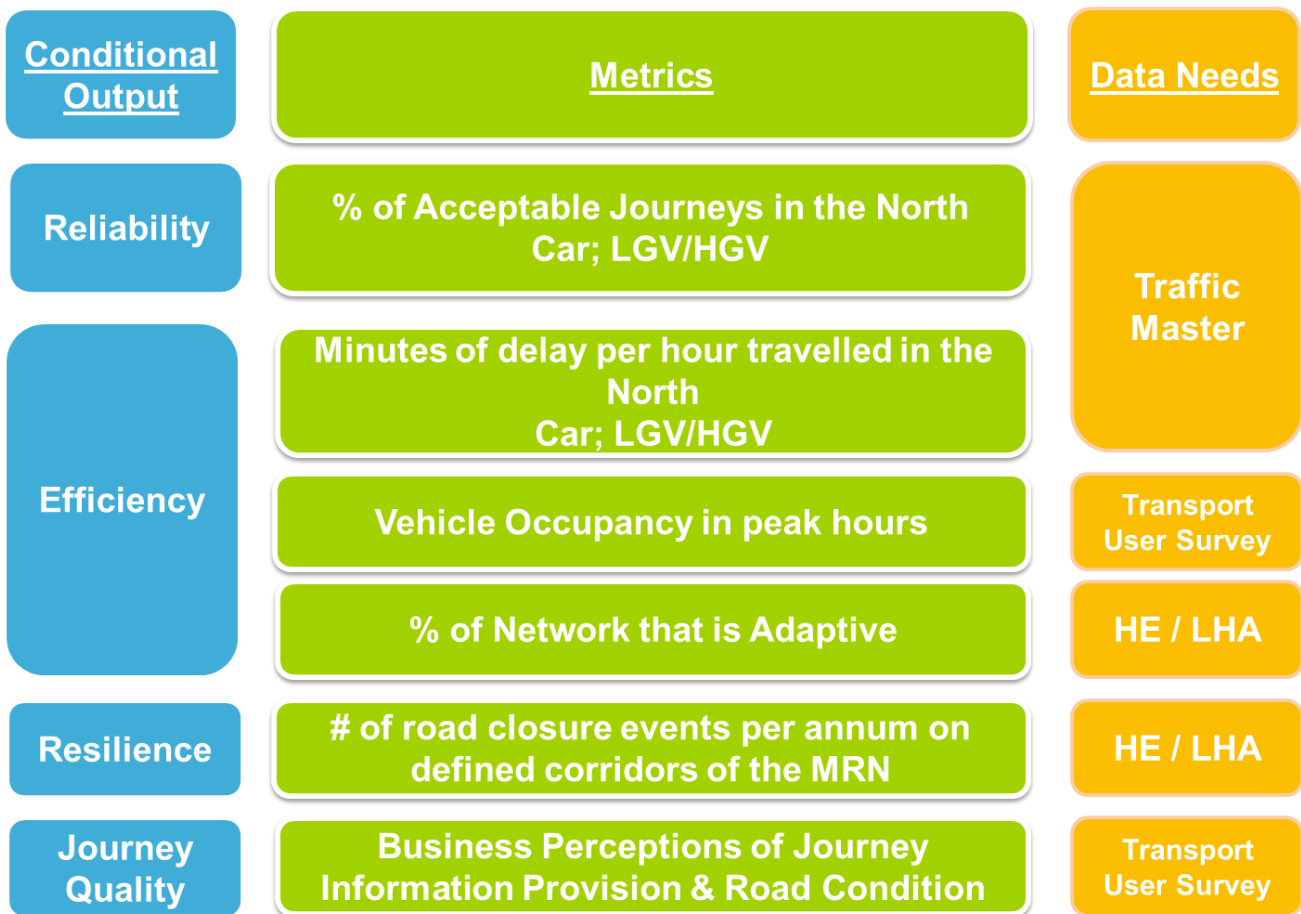 Conditional
Output
Metrics
Data Needs
Reliability
% of Acceptable Journeys in the North
Car; LGV/HGV
Traffic
Master
Efficiency
Minutes of delay per hour travelled in the
North
Car; LGV/HGV
Vehicle Occupancy in peak hours
Transport
User Survey
% of Network that is Adaptive
HE / LHA
Resilience
# of road closure events per annum on
defined corridors of the MRN
HE / LHA
Journey
Quality
Business Perceptions of Journey
Information Provision & Road Condition
Transport
User Survey